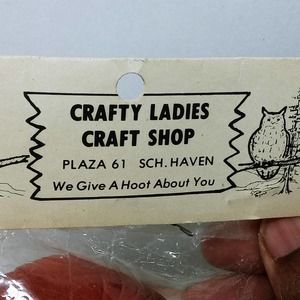 CRAFTY LADIES
CRAFT SHOP
PLAZA 61 SCH. HAVEN
We Give A Hoot About You